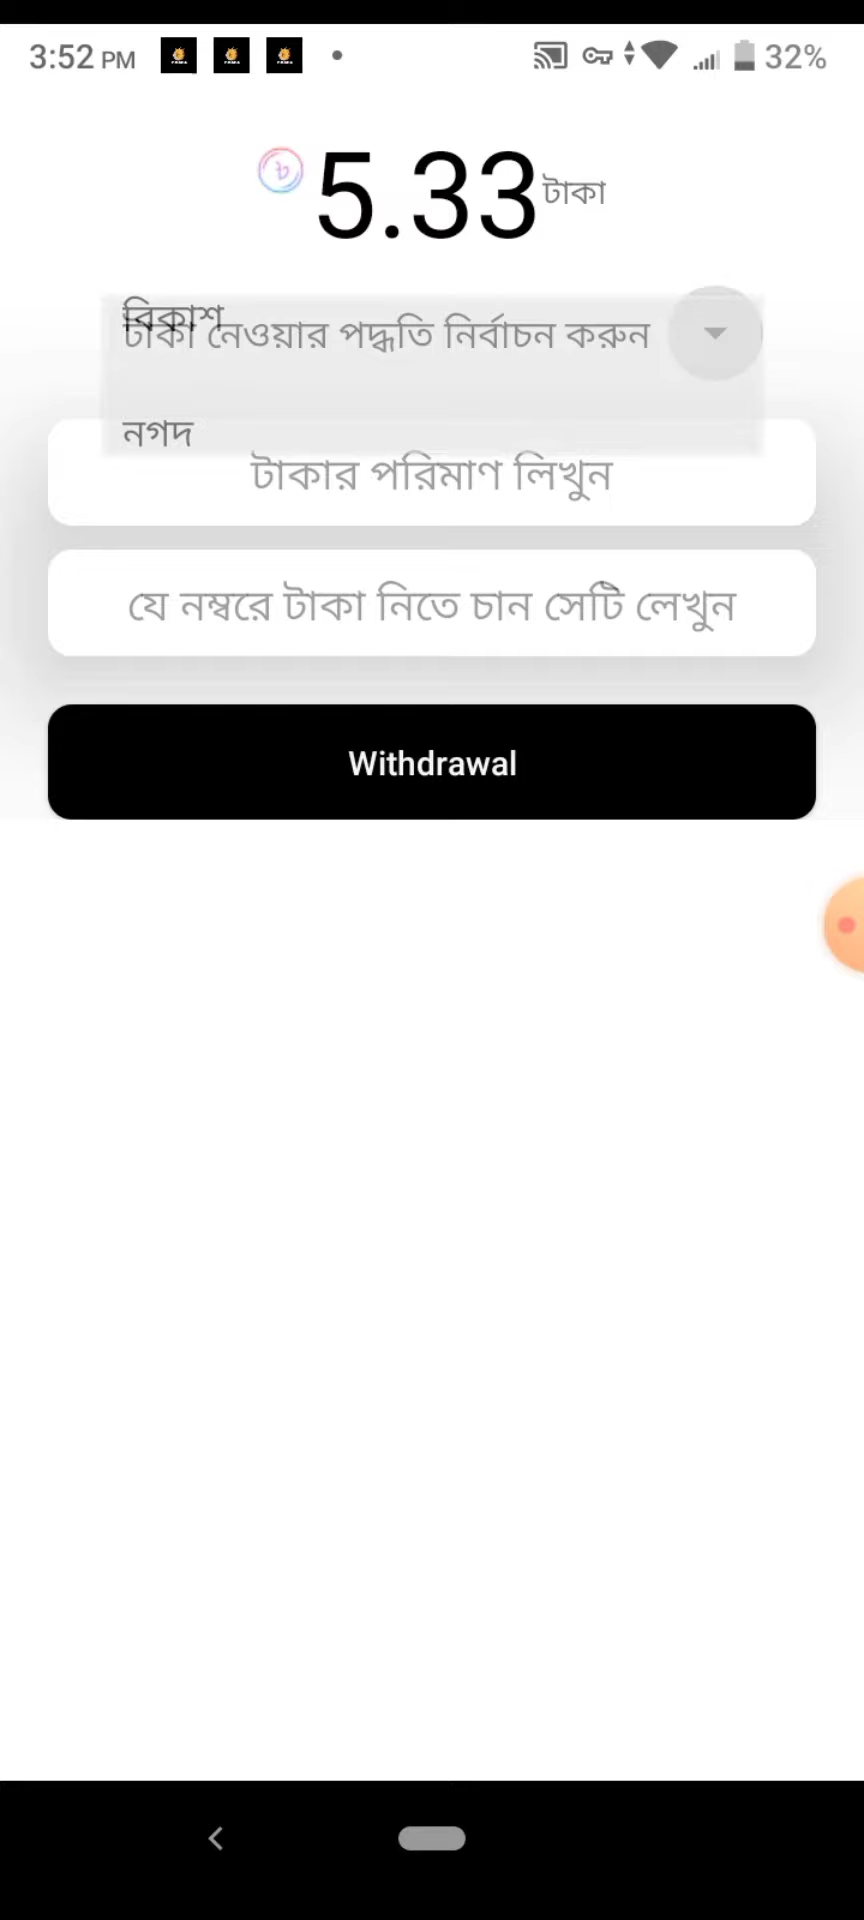 3:52 PM
32%
5.33 টাকা
বিকাশ
টাকা নেওয়ার পদ্ধতি নির্বাচন করুন
নগদ
টাকার পরিমাণ লিখুন
যে নম্বরে টাকা নিতে চান সেটি লেখুন
Withdrawal